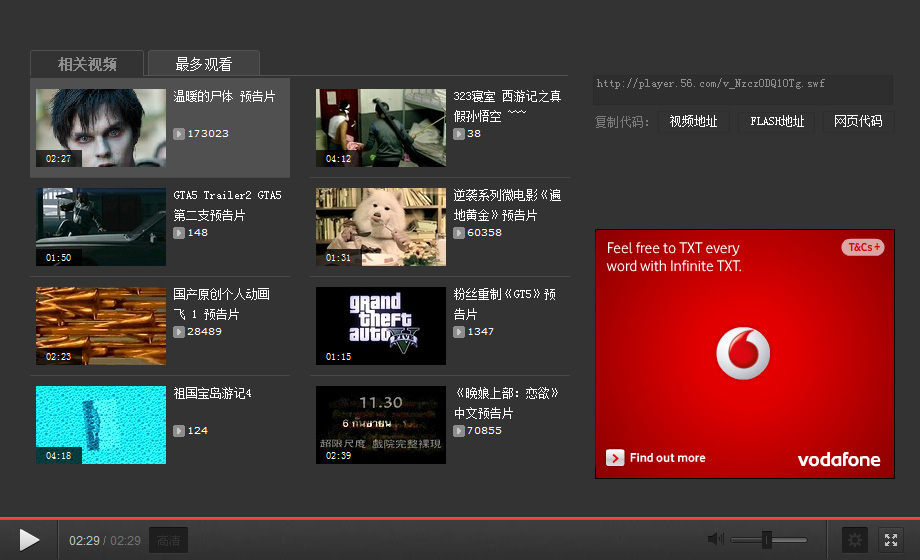 相关视频
最多观看
温暖的尸体 预告片
173023
02:27
323寝室 西游记之真
假孙悟空 ~~~
38
04:12
GTA5 Trailer2 GTA5
第二支预告片
148
01:50
逆袭系列微电影《遍
地黄金》预告片
60358
01:31
国产原创个人动画
飞 1 预告片
28489
02:23
粉丝重制《GT5》预
告片
1347
grand
theft
auto
V
01:15
祖国宝岛游记4
124
04:18
《晚娘上部：恋欲》
中文预告片
70855
11.30
6 กันยายน
超限尺度 戲院完整裸現
02:39
http://player.56.com/v_NzczODQ1OTg.swf
复制代码：
视频地址
FLASH地址
网页代码
Feel free to TXT every
word with Infinite TXT.
T&Cs+
Find out more
vodafone
02:29 / 02:29
高清